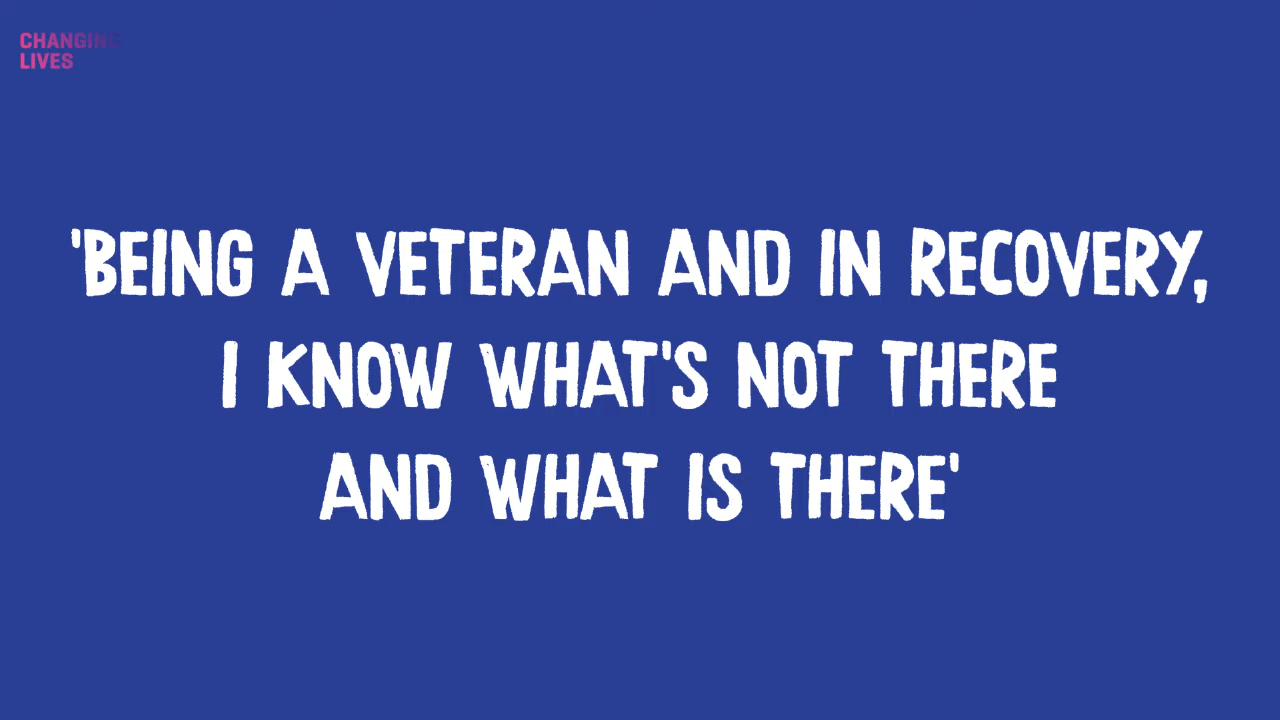 CHANGING
LIVES
'BEING A VETERAN AND IN RECOVERY,
I KNOW WHAT'S NOT THERE
AND WHAT IS THERE'